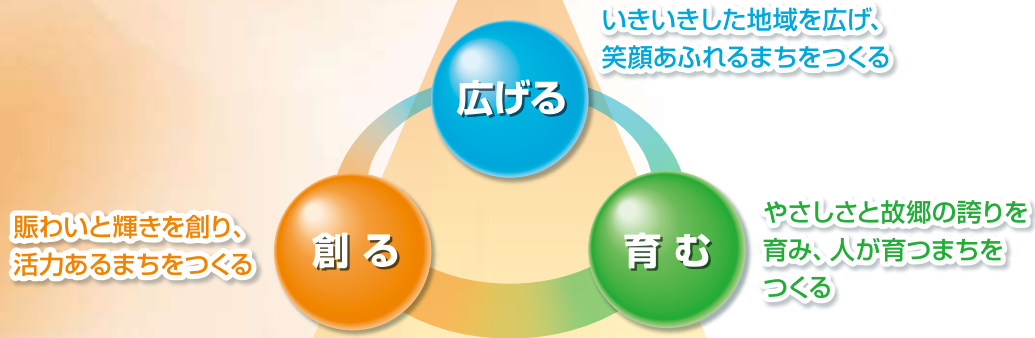 いきいきした地域を広げ、
笑顔あふれるまちをつくる
広げる
賑わいと輝きを創り、
活力あるまちをつくる
創る
育む
やさしさと故郷の誇りを
育み、人が育つまちを
つくる